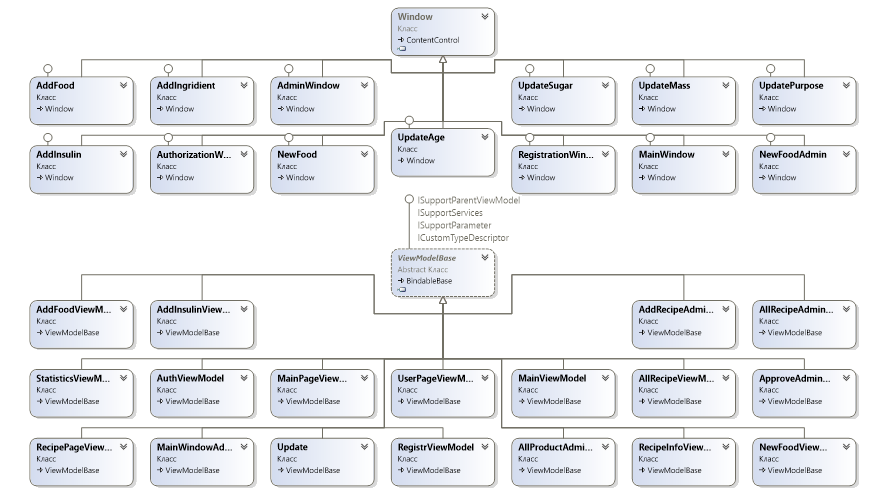 Window
Класс
ContentControl
AddFood
Класс
Window
AddIngridient
Класс
Window
AdminWindow
Класс
Window
UpdateSugar
Класс
Window
UpdateMass
Класс
Window
UpdatePurpose
Класс
Window
UpdateAge
Класс
Window
AddInsulin
Класс
Window
AuthorizationW...
Класс
Window
NewFood
Класс
Window
RegistrationWin...
Класс
Window
MainWindow
Класс
Window
NewFoodAdmin
Класс
Window
ISupportParentViewModel
ISupportServices
ISupportParameter
ICustomTypeDescriptor
ViewModelBase
Abstract Класс
BindableBase
AddFoodViewM...
Класс
ViewModelBase
AddInsulinView...
Класс
ViewModelBase
AddRecipeAdmi...
Класс
ViewModelBase
AllRecipeAdmin...
Класс
ViewModelBase
StatisticsViewM...
Класс
ViewModelBase
AuthViewModel
Класс
ViewModelBase
MainPageView...
Класс
ViewModelBase
UserPageViewM...
Класс
ViewModelBase
MainViewModel
Класс
ViewModelBase
AllRecipeViewM...
Класс
ViewModelBase
ApproveAdmin...
Класс
ViewModelBase
RecipePageView...
Класс
ViewModelBase
MainWindowAd...
Класс
ViewModelBase
Update
Класс
ViewModelBase
RegistrViewModel
Класс
ViewModelBase
AllProductAdmi...
Класс
ViewModelBase
RecipeInfoView...
Класс
ViewModelBase
NewFoodView...
Класс
ViewModelBase